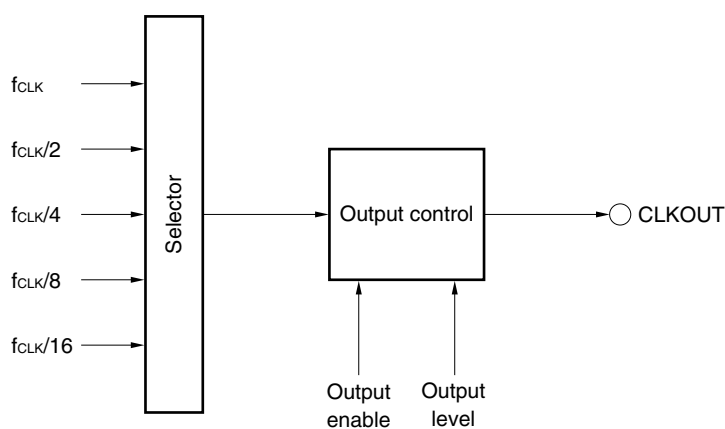 fCLK
fCLK/2
fCLK/4
fCLK/8
fCLK/16
Selector
Output control
CLKOUT
Output
enable
Output
level